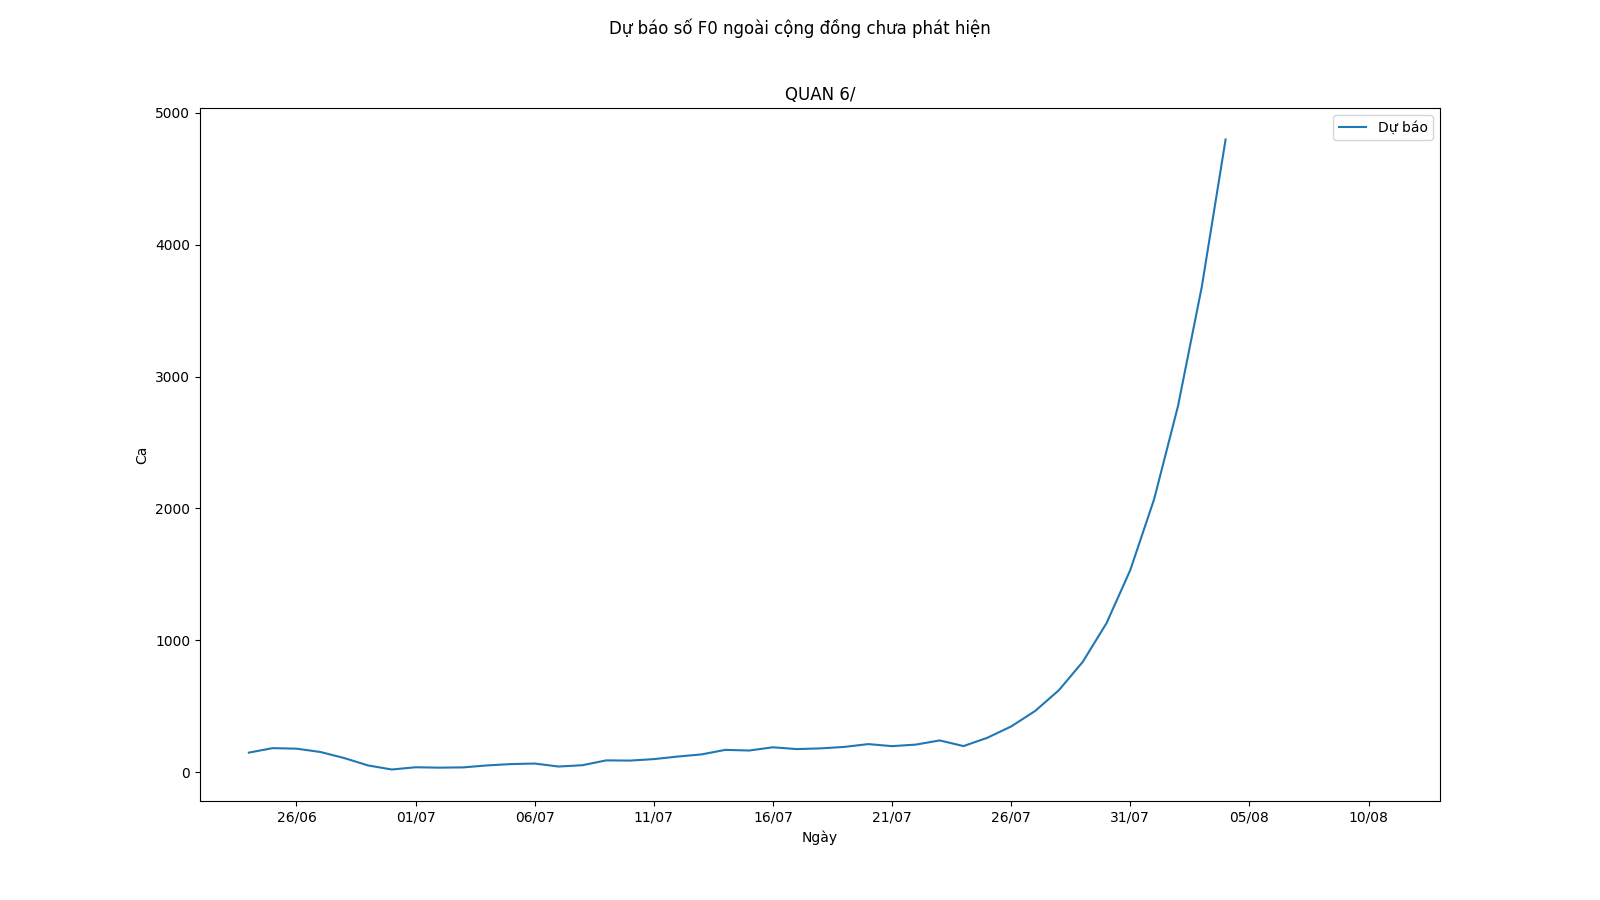 Dự báo số F0 ngoài cộng đồng chưa phát hiện
QUAN 6/
Dự báo
5000
4000
3000
2000
1000
0
Ca
26/06 01/07 06/07 11/07 16/07 21/07 26/07 31/07 05/08 10/08
Ngày